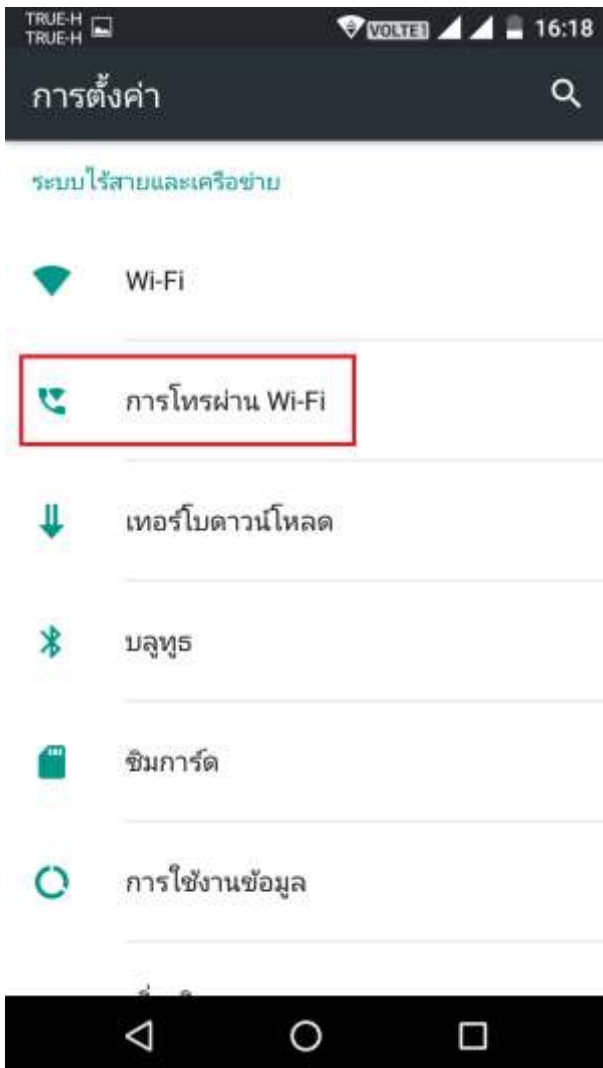 TRUE-H
TRUE-H
VOLTE1 16:18
การตั้งค่า
ระบบไร้สายและเครือข่าย
Wi-Fi
การโทรผ่าน Wi-Fi
เทอร์โบดาวน์โหลด
บลูทูธ
ซิมการ์ด
การใช้งานข้อมูล